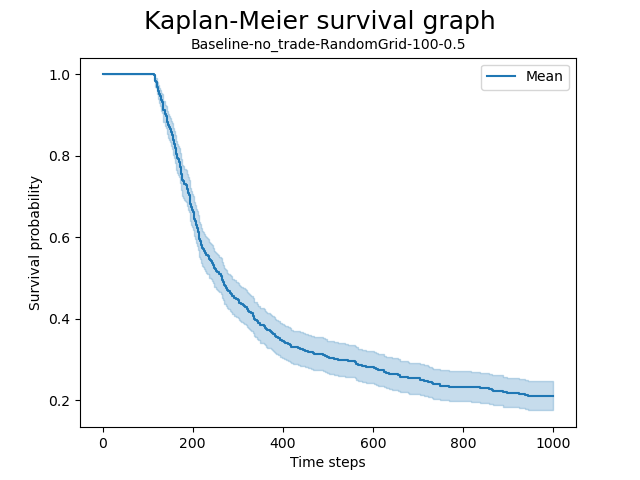 Kaplan-Meier survival graph
Baseline-no_trade-RandomGrid-100-0.5
Mean
1.0
0.8
0.6
0.4
0.2
Survival probability
0 200 400 600 800 1000
Time steps